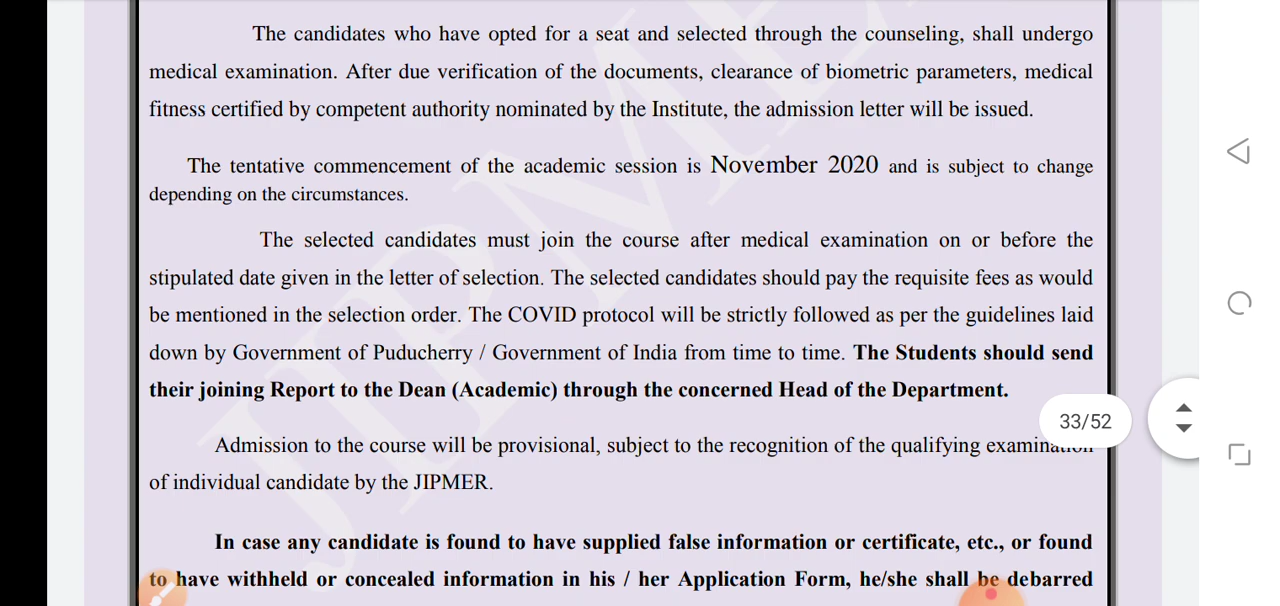 The candidates who have opted for a seat and selected through the counseling, shall undergo
medical examination. After due verification of the documents, clearance of biometric parameters, medical
fitness certified by competent authority nominated by the Institute, the admission letter will be issued.
The tentative commencement of the academic session is November 2020 and is subject to change
depending on the circumstances.
The selected candidates must join the course after medical examination on or before the
stipulated date given in the letter of selection. The selected candidates should pay the requisite fees as would
be mentioned in the selection order. The COVID protocol will be strictly followed as per the guidelines laid
down by Government of Puducherry / Government of India from time to time. The Students should send
their joining Report to the Dean (Academic) through the concerned Head of the Department.
33/52
Admission to the course will be provisional, subject to the recognition of the qualifying examination
of individual candidate by the JIPMER.
In case any candidate is found to have supplied false information or certificate, etc., or found
to have withheld or concealed information in his / her Application Form, he/she shall be debarred
JIPMER